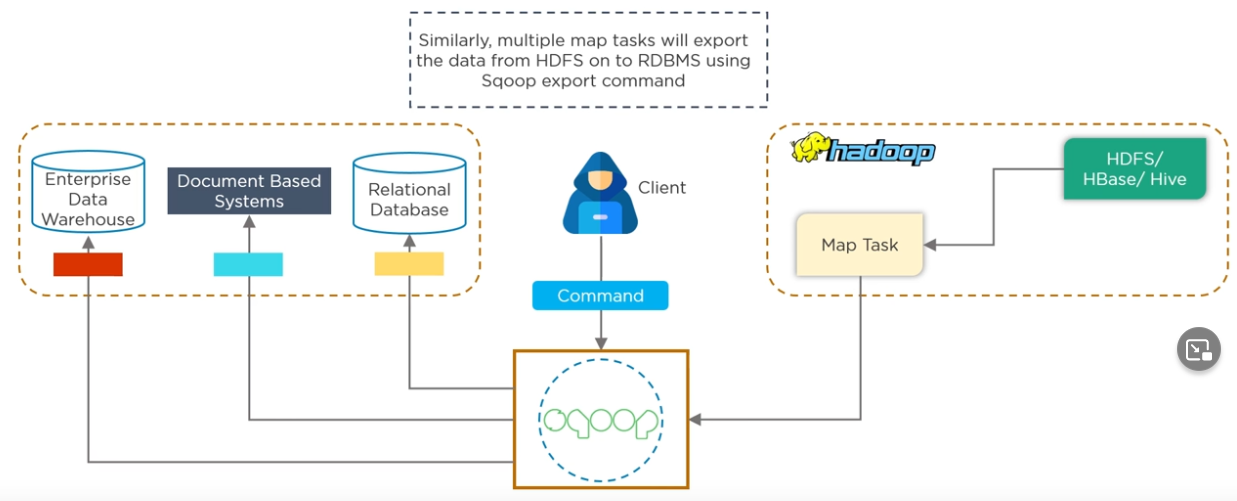 Similarly, multiple map tasks will export
the data from HDFS on to RDBMS using
Sqoop export command
Enterprise
Data
Warehouse
Document Based
Systems
Relational
Database
Client
Command
hadoop
HDFS/
HBase/ Hive
Map Task
sqoop